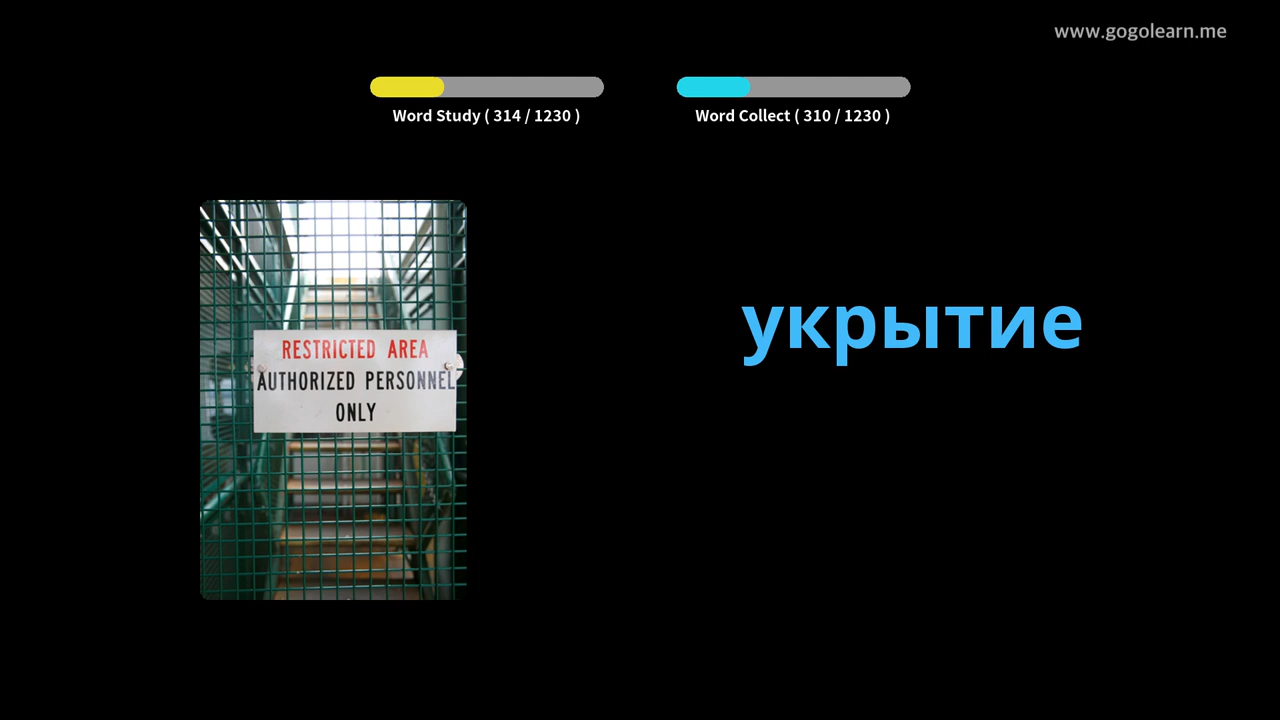 www.gogolearn.me
Word Study ( 314 / 1230 )
Word Collect ( 310 / 1230 )
RESTRICTED AREA
AUTHORIZED PERSONNEL
ONLY
укрытие